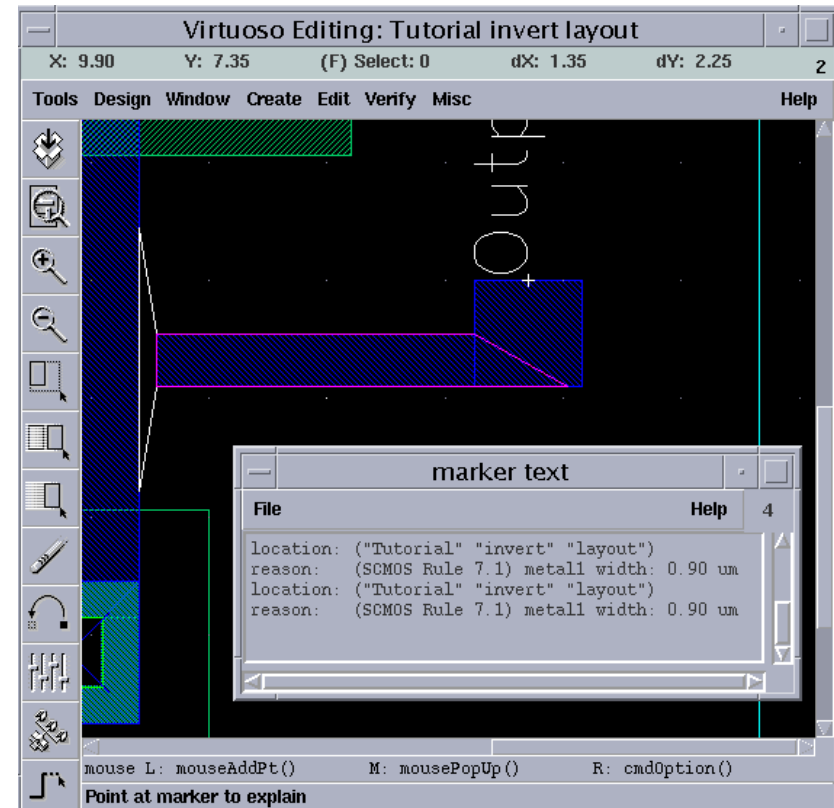 Virtuoso Editing: Tutorial invert layout
X: 9.90 Y: 7.35 (F) Select: 0 dX: 1.35 dY: 2.25 2
Tools Design Window Create Edit Verify Misc Help
Outp
marker text
File Help 4
location: ("Tutorial" "invert" "layout")
reason: (SCMOS Rule 7.1) metal1 width: 0.90 um
location: ("Tutorial" "invert" "layout")
reason: (SCMOS Rule 7.1) metal1 width: 0.90 um
mouse L: mouseAddPt() M: mousePopUp() R: cmdOption()
Point at marker to explain